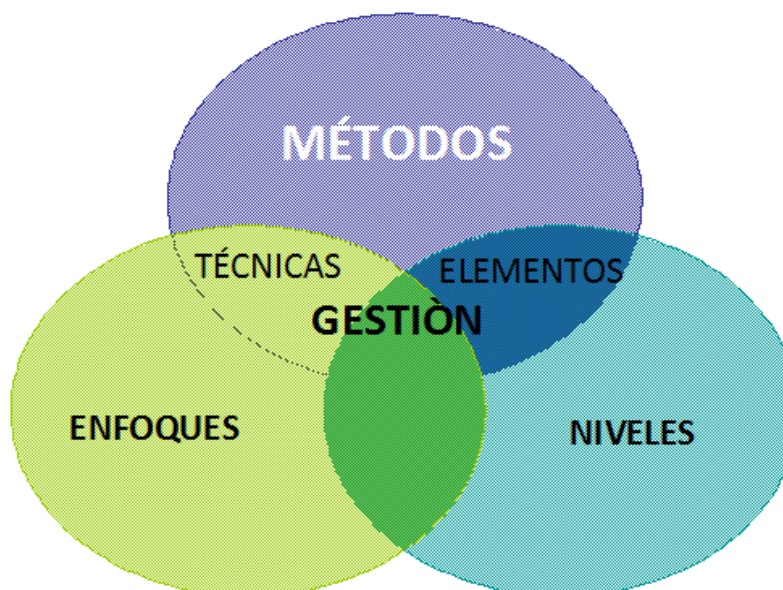 MÉTODOS
TÉCNICAS
ELEMENTOS
GESTIÒN
ENFOQUES
NIVELES